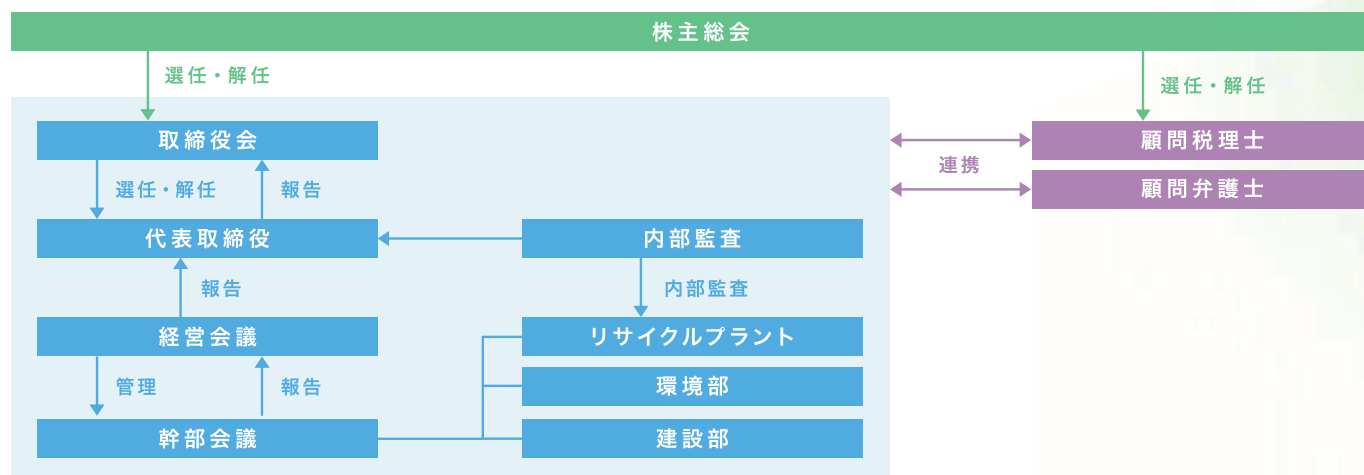 株主総会
選任・解任
選任・解任
取締役会
顧問税理士
連携
選任・解任
報告
顧問弁護士
代表取締役
内部監査
報告
内部監査
経営会議
リサイクルプラント
管理
報告
環境部
幹部会議
建設部